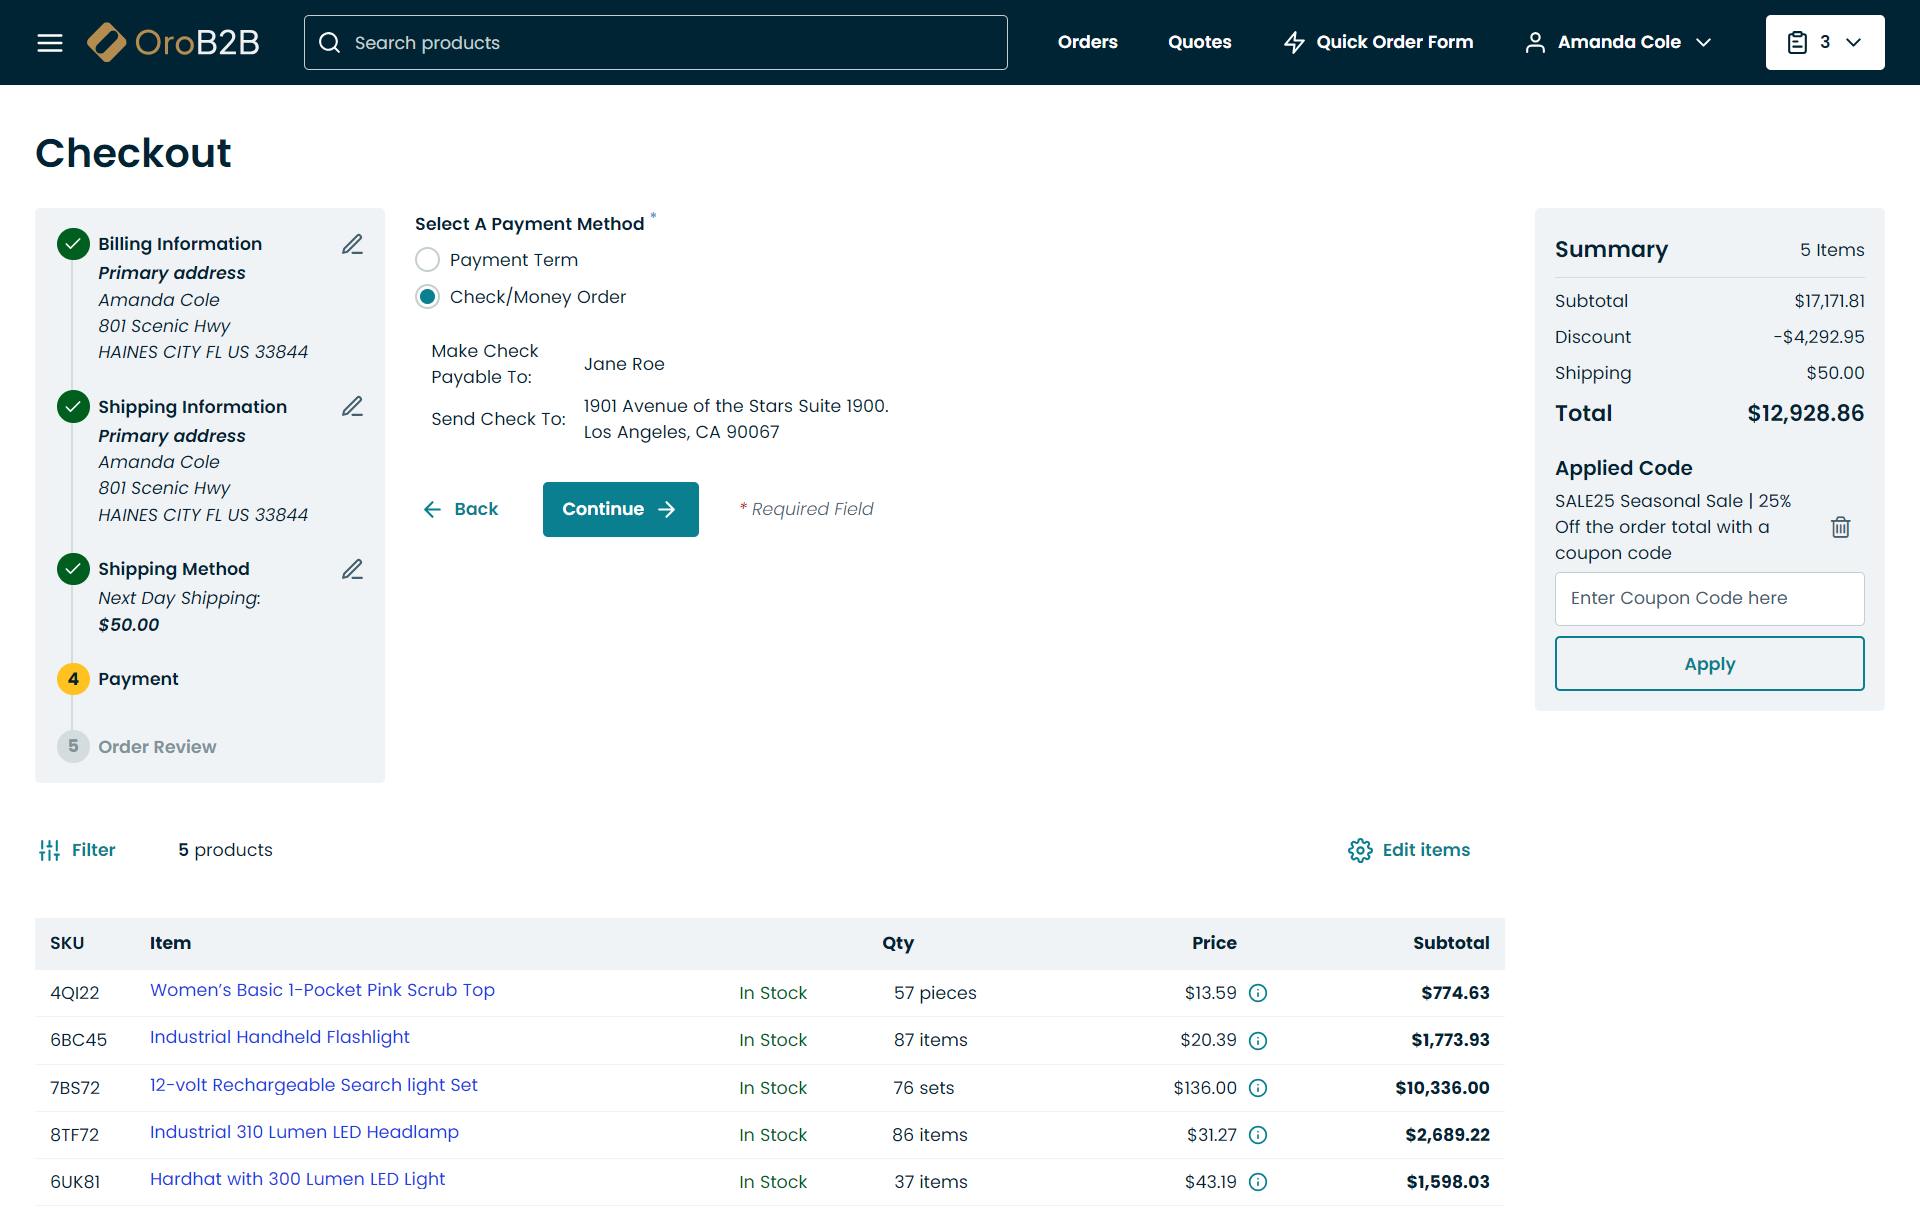 OroB2B
Search products
Orders
Quotes
Quick Order Form
Amanda Cole
3
Checkout
Billing Information
Primary address
Amanda Cole
801 Scenic Hwy
HAINES CITY FL US 33844
Shipping Information
Primary address
Amanda Cole
801 Scenic Hwy
HAINES CITY FL US 33844
Shipping Method
Next Day Shipping:
$50.00
4 Payment
5 Order Review
Select A Payment Method *
Payment Term
Check/Money Order
Make Check
Payable To:
Jane Roe
Send Check To:
1901 Avenue of the Stars Suite 1900.
Los Angeles, CA 90067
Back
Continue
* Required Field
Summary 5 Items
Subtotal $17,171.81
Discount -$4,292.95
Shipping $50.00
Total $12,928.86
Applied Code
SALE25 Seasonal Sale | 25%
Off the order total with a
coupon code
Enter Coupon Code here
Apply
Filter
5 products
Edit items
SKU Item Qty Price Subtotal
4QI22 Women’s Basic 1-Pocket Pink Scrub Top In Stock 57 pieces $13.59 $774.63
6BC45 Industrial Handheld Flashlight In Stock 87 items $20.39 $1,773.93
7BS72 12-volt Rechargeable Search light Set In Stock 76 sets $136.00 $10,336.00
8TF72 Industrial 310 Lumen LED Headlamp In Stock 86 items $31.27 $2,689.22
6UK81 Hardhat with 300 Lumen LED Light In Stock 37 items $43.19 $1,598.03